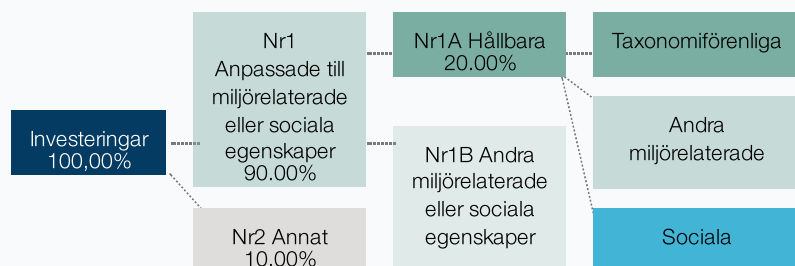 Investeringar
100,00%
Nr1
Anpassade till
miljörelaterade
eller sociala
egenskaper
90.00%
Nr2 Annat
10.00%
Nr1A Hållbara
20.00%
Nr1B Andra
miljörelaterade
eller sociala
egenskaper
Taxonomiförenliga
Andra
miljörelaterade
Sociala